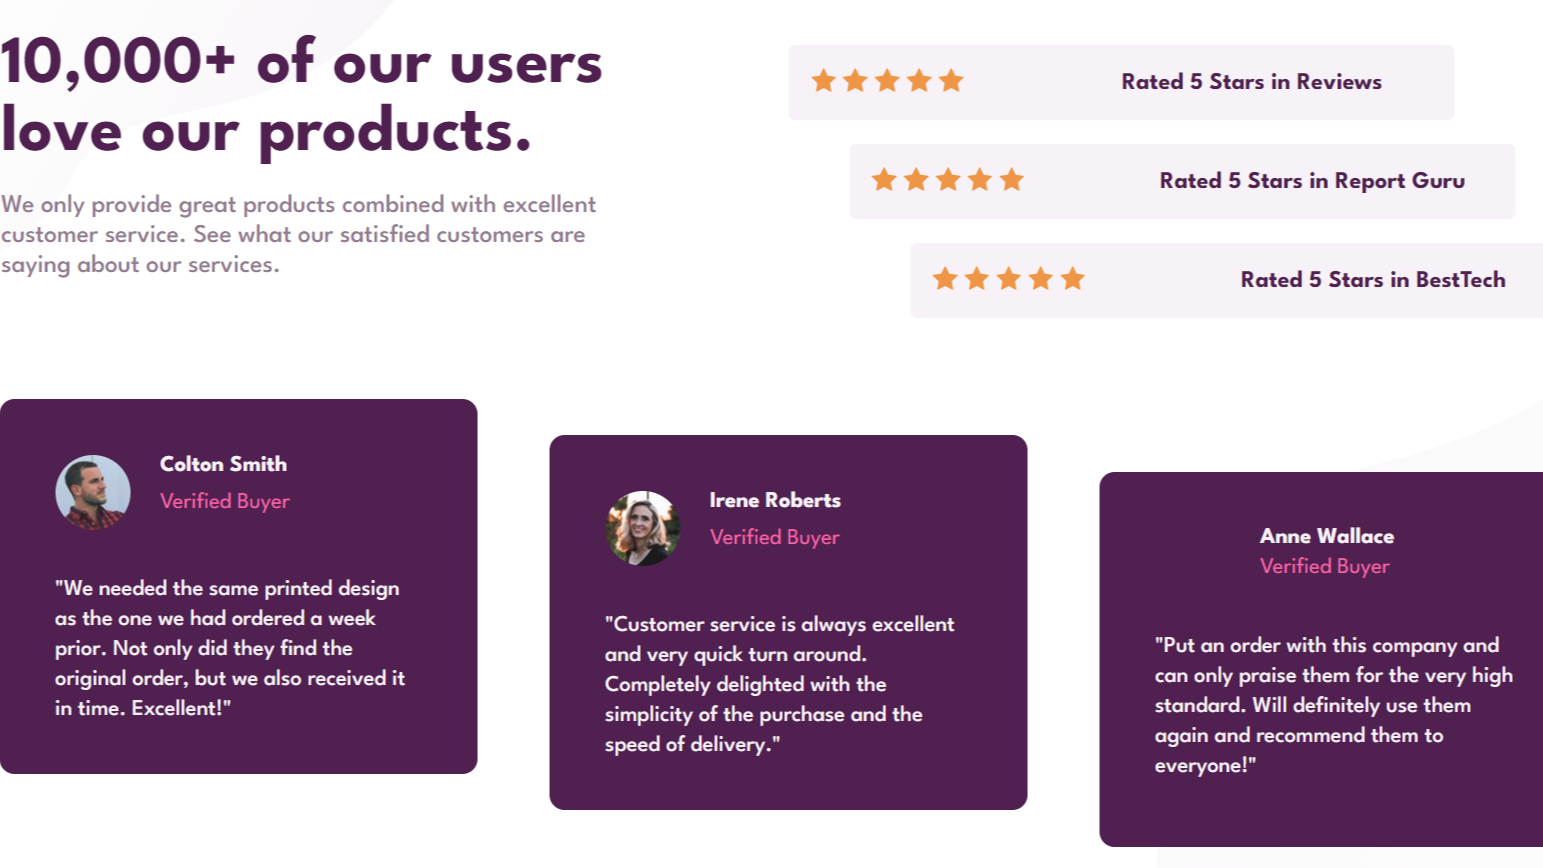 10,000+ of our users
love our products.
We only provide great products combined with excellent
customer service. See what our satisfied customers are
saying about our services.
Rated 5 Stars in Reviews
Rated 5 Stars in Report Guru
Rated 5 Stars in BestTech
Colton Smith
Verified Buyer
"We needed the same printed design
as the one we had ordered a week
prior. Not only did they find the
original order, but we also received it
in time. Excellent!"
Irene Roberts
Verified Buyer
"Customer service is always excellent
and very quick turn around.
Completely delighted with the
simplicity of the purchase and the
speed of delivery."
Anne Wallace
Verified Buyer
"Put an order with this company and
can only praise them for the very high
standard. Will definitely use them
again and recommend them to
everyone!"